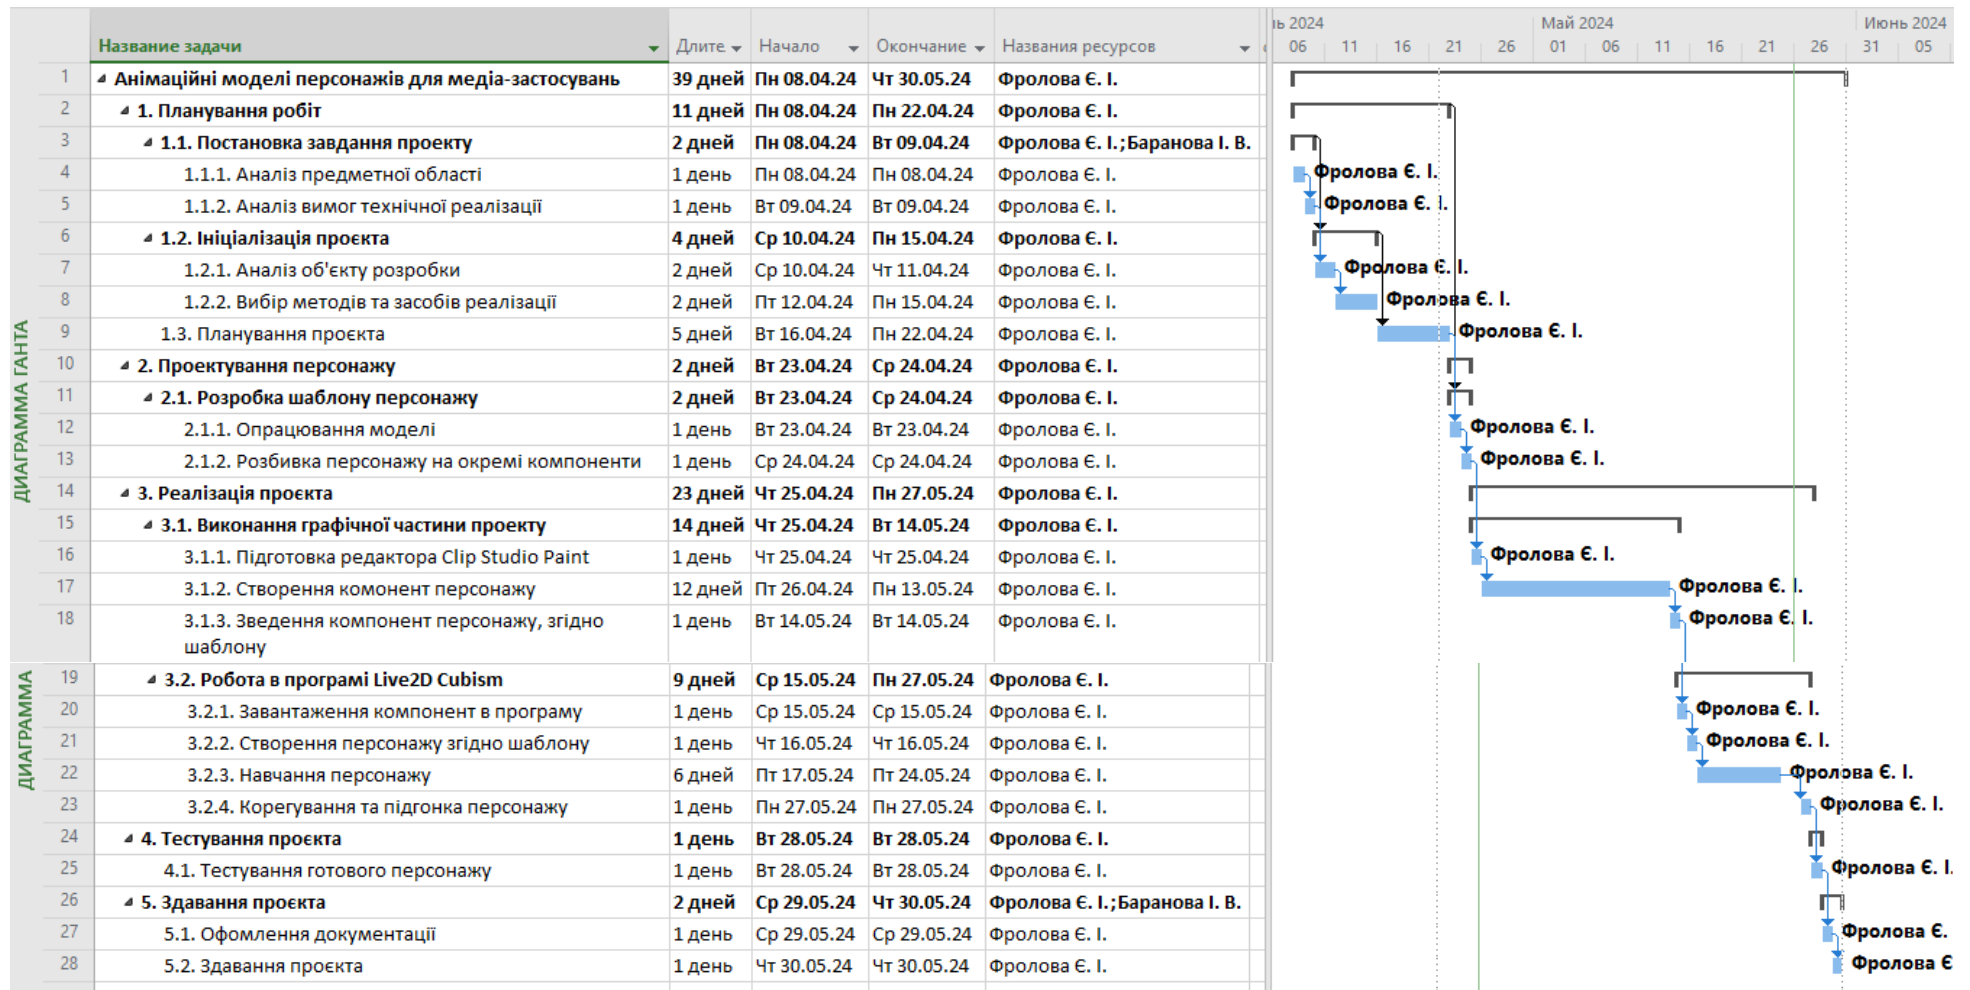 ь 2024 Май 2024 Июнь 2024
Название задачи Длите Начало Окончание Названия ресурсов 06 11 16 21 26 01 06 11 16 21 26 31 05
1 Анімаційні моделі персонажів для медіа-застосувань 39 дней Пн 08.04.24 Чт 30.05.24 Фролова Є. І.
2 1. Планування робіт 11 дней Пн 08.04.24 Пн 22.04.24 Фролова Є. І.
3 1.1. Постановка завдання проекту 2 дней Пн 08.04.24 Вт 09.04.24 Фролова Є. І.;Баранова І. В.
4 1.1.1. Аналіз предметної області 1 день Пн 08.04.24 Пн 08.04.24 Фролова Є. І. Фролова Є. І.
5 1.1.2. Аналіз вимог технічної реалізації 1 день Вт 09.04.24 Вт 09.04.24 Фролова Є. І. Фролова Є. І.
6 1.2. Ініціалізація проєкта 4 дней Ср 10.04.24 Пн 15.04.24 Фролова Є. І.
7 1.2.1. Аналіз об'єкту розробки 2 дней Ср 10.04.24 Чт 11.04.24 Фролова Є. І. Фролова Є. І.
8 1.2.2. Вибір методів та засобів реалізації 2 дней Пт 12.04.24 Пн 15.04.24 Фролова Є. І. Фролова Є. І.
9 1.3. Планування проєкта 5 дней Вт 16.04.24 Пн 22.04.24 Фролова Є. І. Фролова Є. І.
10 2. Проектування персонажу 2 дней Вт 23.04.24 Ср 24.04.24 Фролова Є. І.
11 2.1. Розробка шаблону персонажу 2 дней Вт 23.04.24 Ср 24.04.24 Фролова Є. І.
12 2.1.1. Опрацювання моделі 1 день Вт 23.04.24 Вт 23.04.24 Фролова Є. І. Фролова Є. І.
13 2.1.2. Розбивка персонажу на окремі компоненти 1 день Ср 24.04.24 Ср 24.04.24 Фролова Є. І. Фролова Є. І.
14 3. Реалізація проєкта 23 дней Чт 25.04.24 Пн 27.05.24 Фролова Є. І.
15 3.1. Виконання графічної частини проекту 14 дней Чт 25.04.24 Вт 14.05.24 Фролова Є. І.
16 3.1.1. Підготовка редактора Clip Studio Paint 1 день Чт 25.04.24 Чт 25.04.24 Фролова Є. І. Фролова Є. І.
17 3.1.2. Створення комонент персонажу 12 дней Пт 26.04.24 Пн 13.05.24 Фролова Є. І. Фролова Є. І.
18 3.1.3. Зведення компонент персонажу, згідно 1 день Вт 14.05.24 Вт 14.05.24 Фролова Є. І. Фролова Є. І.
шаблону
ДИАГРАММА ГАНТА
19 3.2. Робота в програмі Live2D Cubism 9 дней Ср 15.05.24 Пн 27.05.24 Фролова Є. І.
20 3.2.1. Завантаження компонент в програму 1 день Ср 15.05.24 Ср 15.05.24 Фролова Є. І. Фролова Є. І.
21 3.2.2. Створення персонажу згідно шаблону 1 день Чт 16.05.24 Чт 16.05.24 Фролова Є. І. Фролова Є. І.
22 3.2.3. Навчання персонажу 6 дней Пт 17.05.24 Пт 24.05.24 Фролова Є. І. Фролова Є. І.
23 3.2.4. Корегування та підгонка персонажу 1 день Пн 27.05.24 Пн 27.05.24 Фролова Є. І. Фролова Є. І.
24 4. Тестування проєкта 1 день Вт 28.05.24 Вт 28.05.24 Фролова Є. І.
25 4.1. Тестування готового персонажу 1 день Вт 28.05.24 Вт 28.05.24 Фролова Є. І. Фролова Є. І.
26 5. Здавання проєкта 2 дней Ср 29.05.24 Чт 30.05.24 Фролова Є. І.;Баранова І. В.
27 5.1. Офомлення документації 1 день Ср 29.05.24 Ср 29.05.24 Фролова Є. І. Фролова Є.
28 5.2. Здавання проєкта 1 день Чт 30.05.24 Чт 30.05.24 Фролова Є. І. Фролова Є
ДИАГРАММА